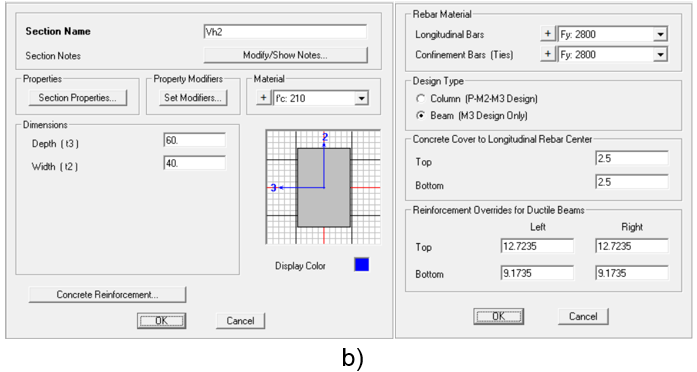 Section Name Vh2
Section Notes Modify/Show Notes...
Properties Property Modifiers Material
Section Properties... Set Modifiers... + f'c: 210
Dimensions
Depth ( t3 ) 60.
Width ( t2 ) 40.
2
3
Display Color
Concrete Reinforcement...
OK Cancel
Rebar Material
Longitudinal Bars + Fy: 2800
Confinement Bars (Ties) + Fy: 2800
Design Type
Column (P-M2-M3 Design)
Beam (M3 Design Only)
Concrete Cover to Longitudinal Rebar Center
Top 2.5
Bottom 2.5
Reinforcement Overrides for Ductile Beams
Left Right
Top 12.7235 12.7235
Bottom 9.1735 9.1735
OK Cancel
b)